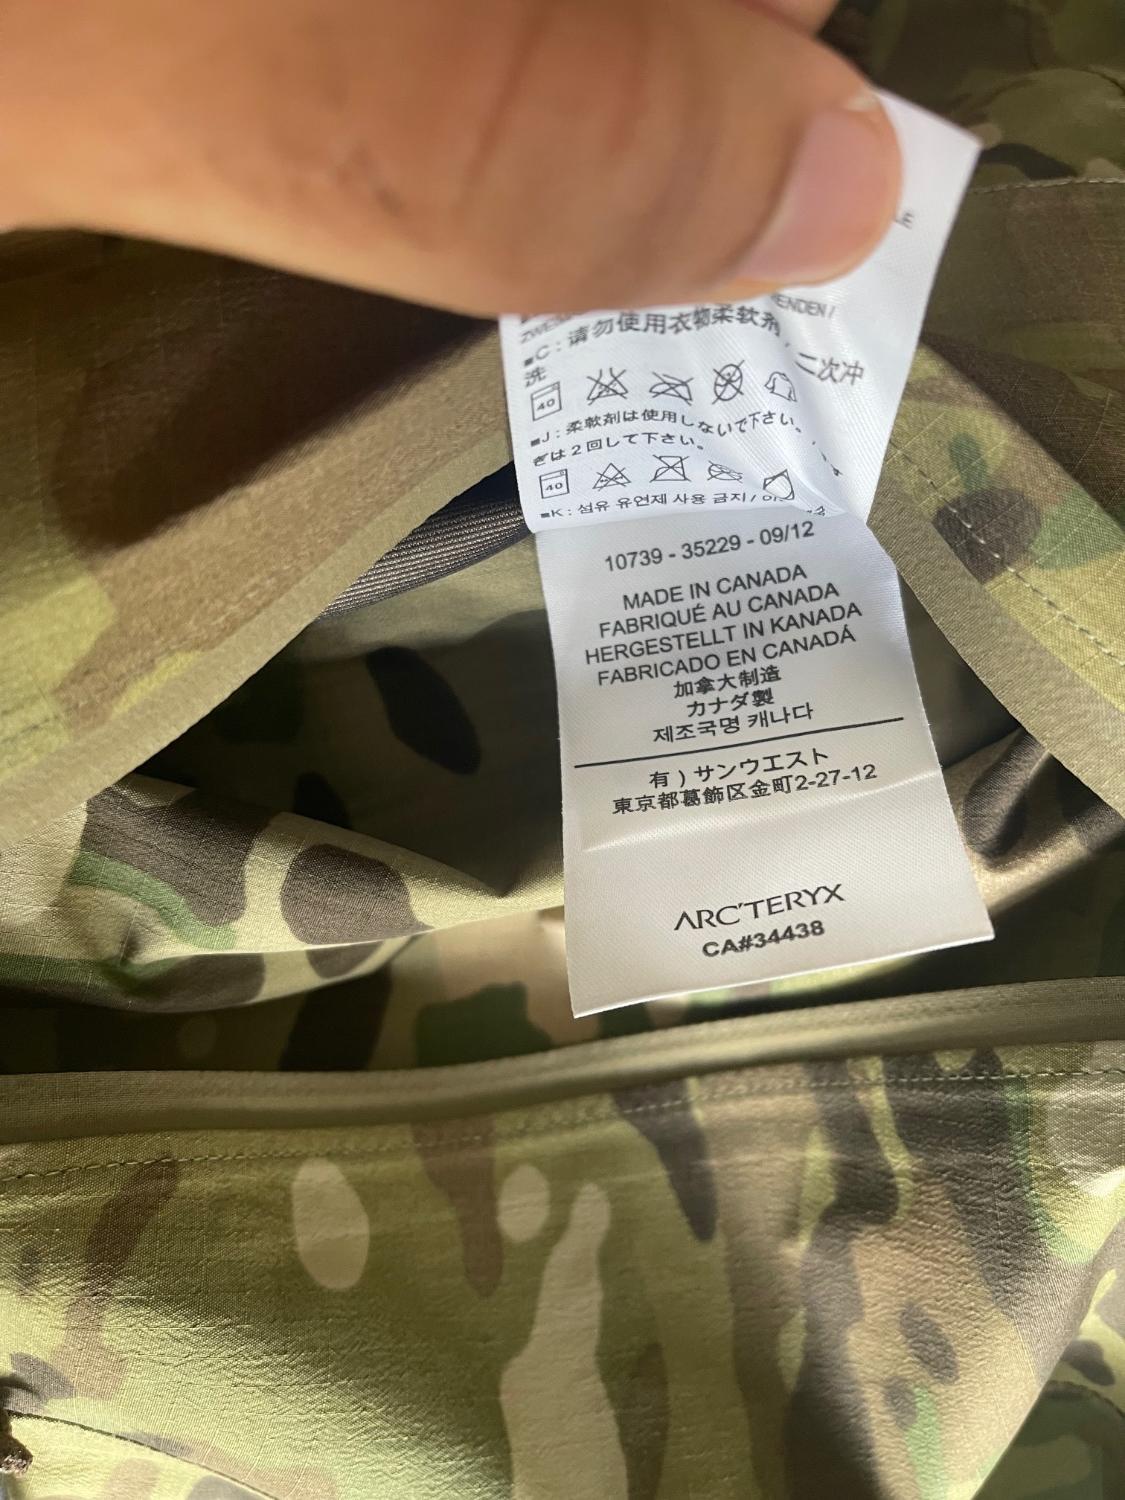 LE
ENDEN/
■C：请勿使用衣物柔软剂，二次冲
洗
40
■J：柔軟剤は使用しないで下さい。
ぎは2回して下さい。
40
■K：섬유 유연제 사용 금지 /
10739 - 35229 - 09/12
MADE IN CANADA
FABRIQUÉ AU CANADA
HERGESTELLT IN KANADA
FABRICADO EN CANADÁ
加拿大制造
カナダ製
제조국명 캐나다
有）サンウエスト
東京都葛飾区金町2-27-12
ARC'TERYX
CA#34438